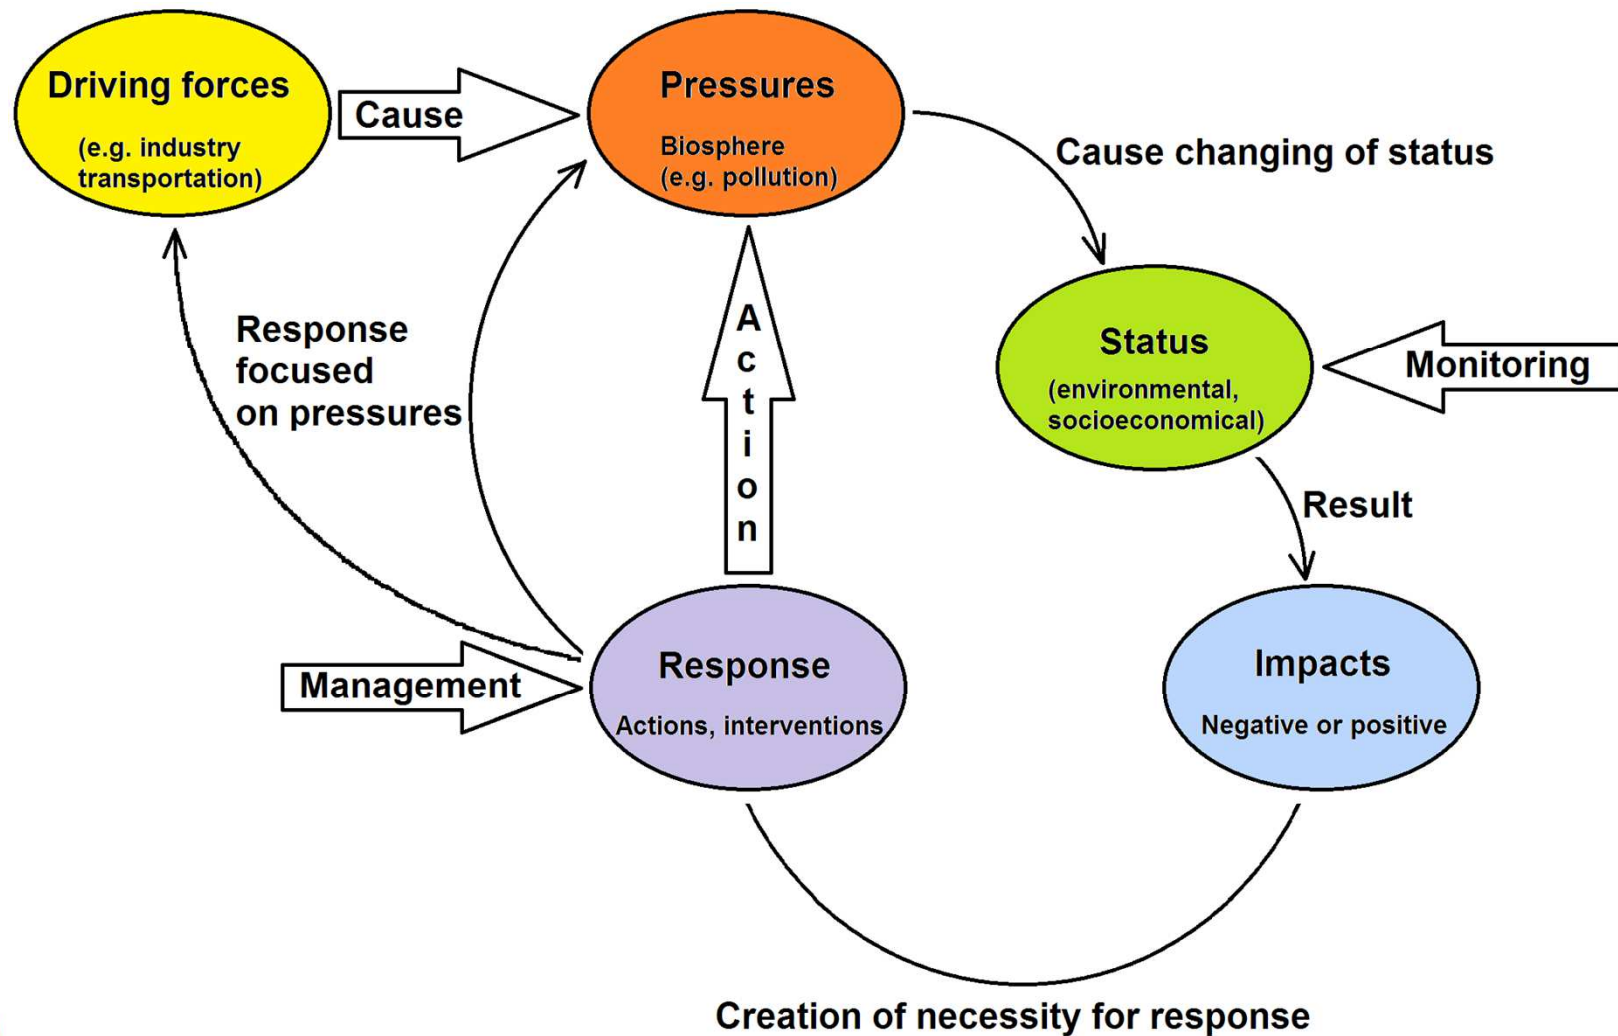 Driving forces
(e.g. industry
transportation)
Cause
Pressures
Biosphere
(e.g. pollution)
Cause changing of status
Status
(environmental,
socioeconomical)
Monitoring
Result
Impacts
Negative or positive
Response
focused
on pressures
Action
Management
Response
Actions, interventions
Creation of necessity for response